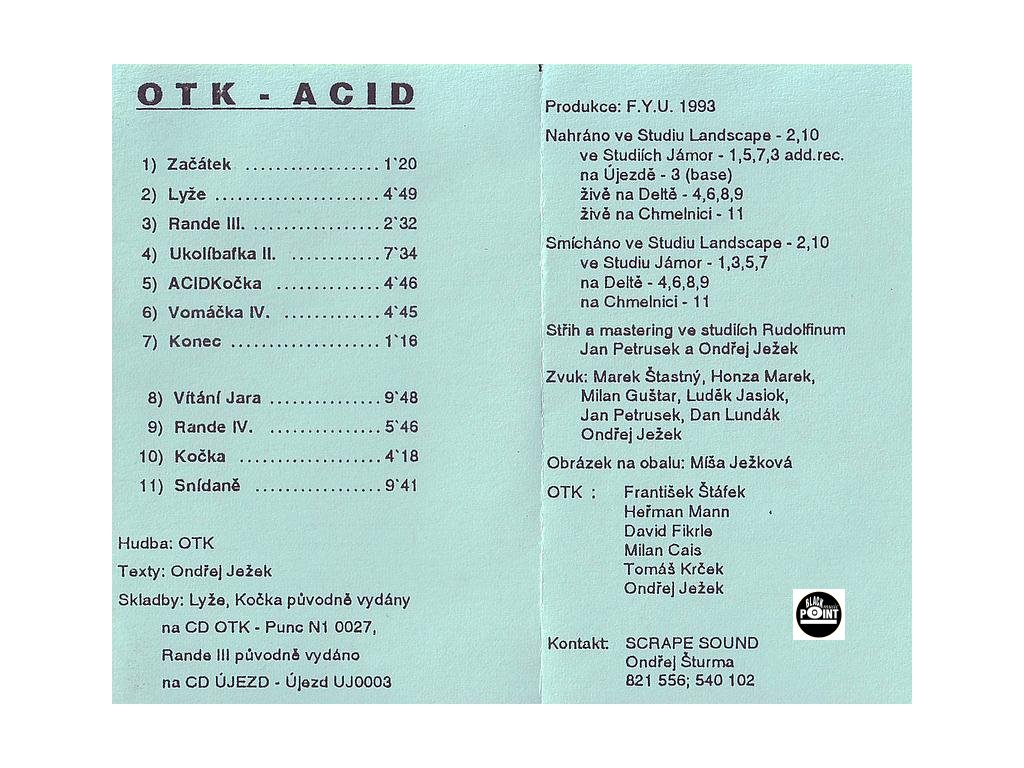 OTK - ACID
1) Začátek .................. 1`20
2) Lyže ...................... 4`49
3) Rande III. ................. 2`32
4) Ukolíbafka II. ............ 7`34
5) ACIDKočka .............. 4`46
6) Vomáčka IV. ............. 4`45
7) Konec .................... 1`16
8) Vítání Jara ............... 9`48
9) Rande IV. ............... 5`46
10) Kočka ................... 4`18
11) Snídaně ................. 9`41
Hudba: OTK
Texty: Ondřej Ježek
Skladby: Lyže, Kočka původně vydány
na CD OTK - Punc N1 0027,
Rande III původně vydáno
na CD ÚJEZD - Újezd UJ0003
Produkce: F.Y.U. 1993
Nahráno ve Studiu Landscape - 2,10
ve Studiích Jámor - 1,5,7,3 add.rec.
na Újezdě - 3 (base)
živě na Deltě - 4,6,8,9
živě na Chmelnici - 11
Smícháno ve Studiu Landscape - 2,10
ve Studiu Jámor - 1,3,5,7
na Deltě - 4,6,8,9
na Chmelnici - 11
Střih a mastering ve studiích Rudolfinum
Jan Petrusek a Ondřej Ježek
Zvuk: Marek Štastný, Honza Marek,
Milan Guštar, Luděk Jasiok,
Jan Petrusek, Dan Lundák
Ondřej Ježek
Obrázek na obalu: Míša Ježková
OTK : František Štáfek
Heřman Mann
David Fikrle
Milan Cais
Tomáš Krček
Ondřej Ježek
BLACK music
POINT
Kontakt: SCRAPE SOUND
Ondřej Šturma
821 556; 540 102